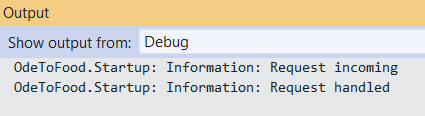 Output
Show output from: Debug
OdeToFood.Startup: Information: Request incoming
OdeToFood.Startup: Information: Request handled